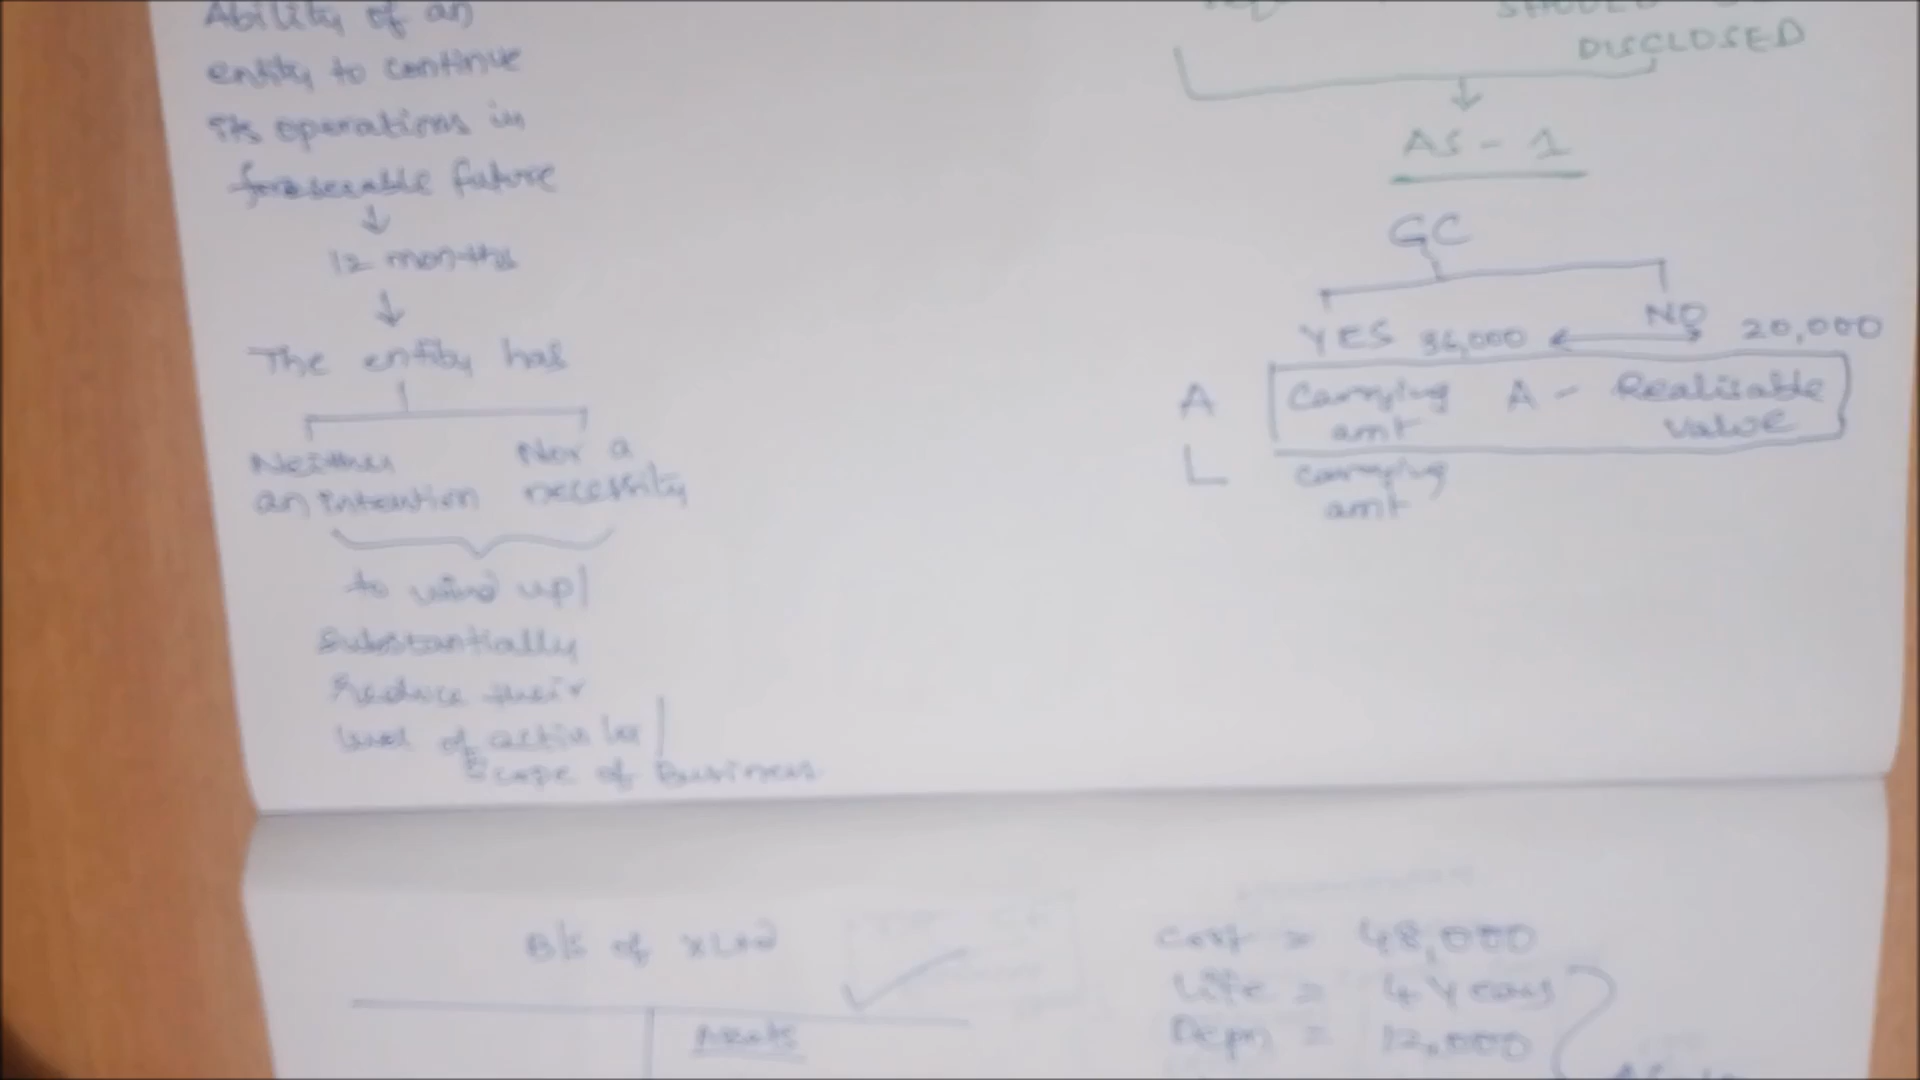 Ability of an
entity to continue
its operations in
foreseeable future
↓
12 months
↓
The entity has
Neither
an intention
Nor a
necessity
to wind up/
Substantially
Reduce their
level of
Scope of Business
SHOULD
DISCLOSED
↓
AS - 1
GC
YES 36,000 ← NO 20,000
A Carrying amt A - Realisable value
L carrying amt
B/s of X Ltd
Assets
Cost = 48,000
Life = 4 years
Depn = 12,000